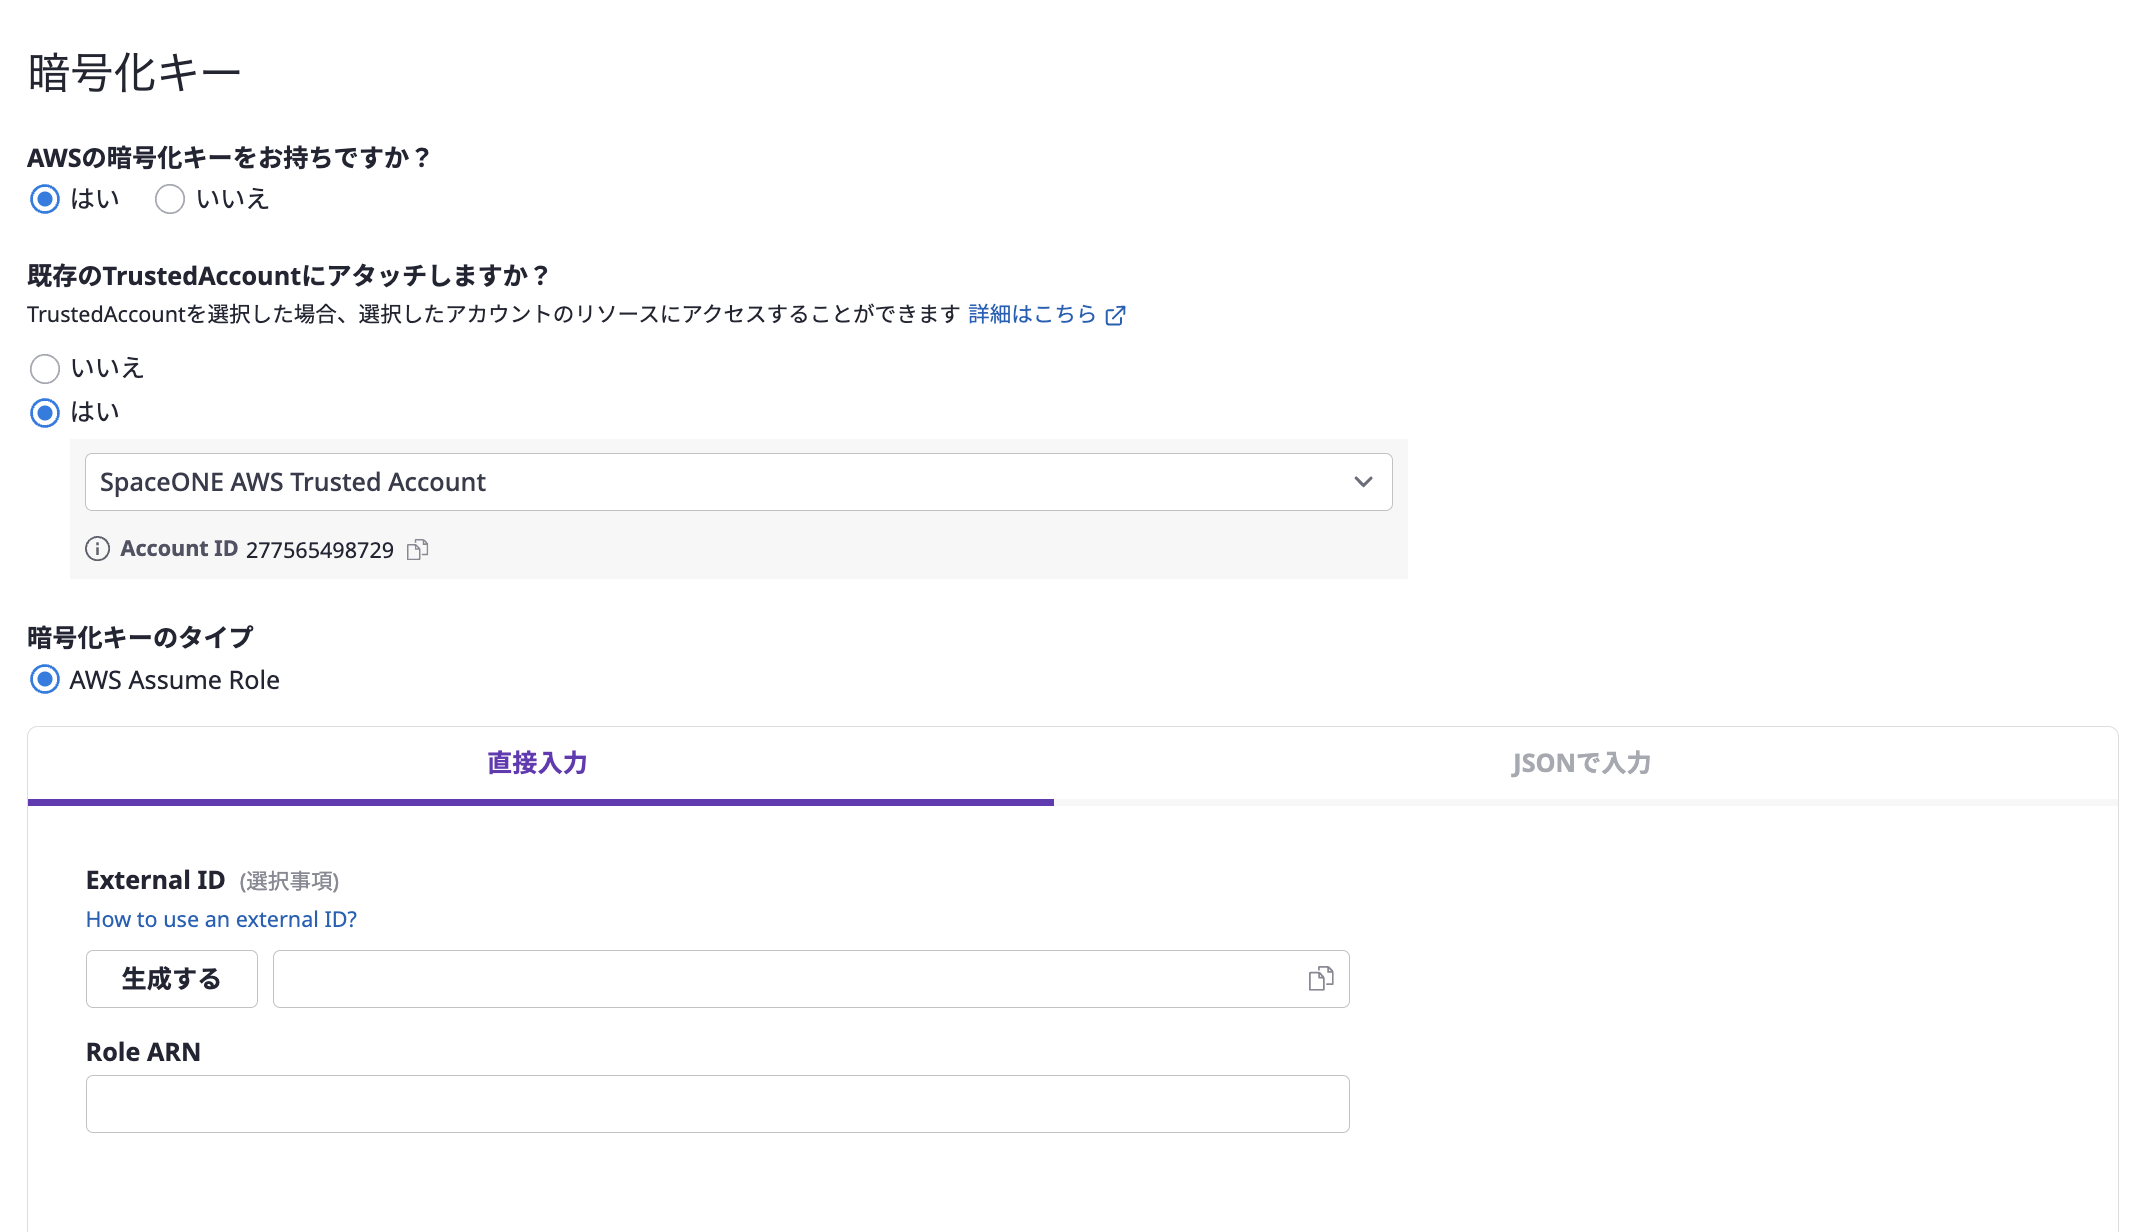 暗号化キー
AWSの暗号化キーをお持ちですか？
はい いいえ
既存のTrustedAccountにアタッチしますか？
TrustedAccountを選択した場合、選択したアカウントのリソースにアクセスすることができます 詳細はこちら
いいえ
はい
SpaceONE AWS Trusted Account
Account ID 277565498729
暗号化キーのタイプ
AWS Assume Role
直接入力 JSONで入力
External ID (選択事項)
How to use an external ID?
生成する
Role ARN